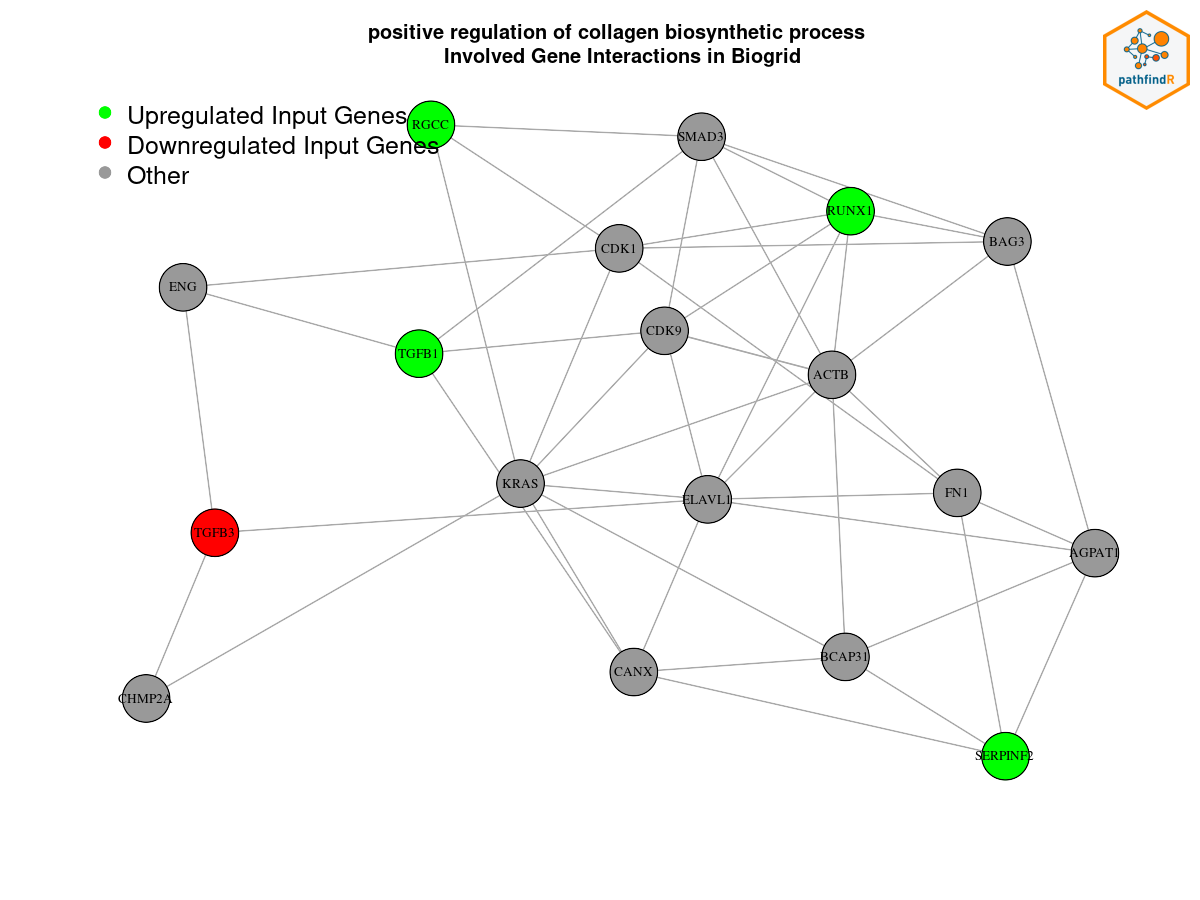 positive regulation of collagen biosynthetic process
Involved Gene Interactions in Biogrid
pathfindR
Upregulated Input Genes
Downregulated Input Genes
Other
RGCC
SMAD3
RUNX1
CDK1
BAG3
ENG
CDK9
TGFB1
ACTB
KRAS
ELAVL1
FN1
TGFB3
AGPAT1
BCAP31
CANX
CHMP2A
SERPINF2